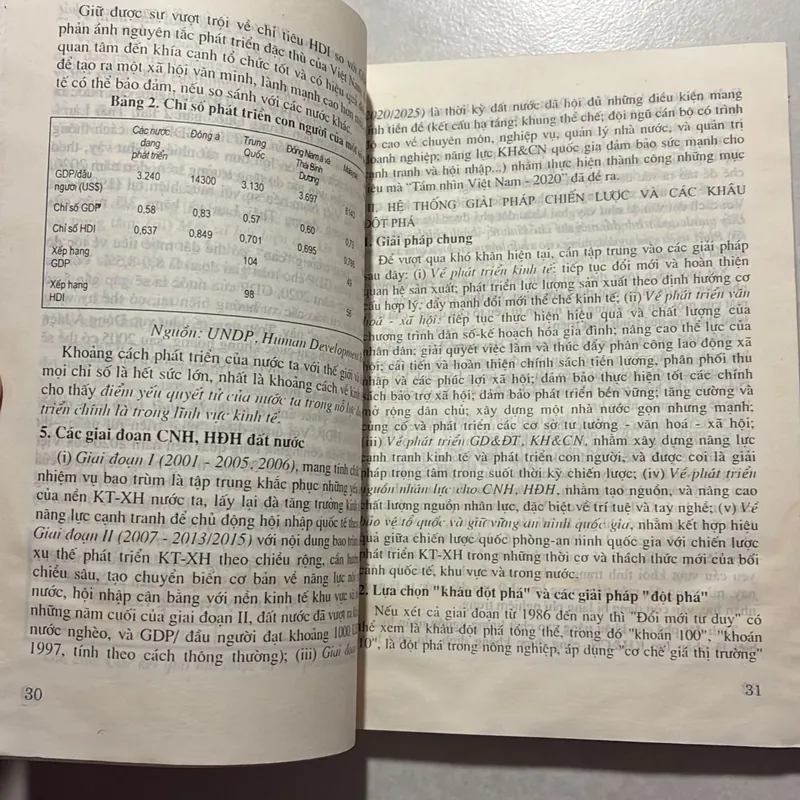 Giữ được sự vượt trội về chỉ tiêu HDI so với
phản ánh nguyên tắc phát triển đặc thù của Việt Nam
quan tâm đến khía cạnh tổ chức tốt và có hiệu quả
để tạo ra một xã hội văn minh, lành mạnh cao hơn
tế có thể bảo đảm, nếu so sánh với các nước khác.
Bảng 2. Chỉ số phát triển con người của một số
Các nước đang phát triển Đông á Trung Quốc Đông Nam á và Thái Bình Dương
GDP/đầu người (US$) 3.240 14300 3.130 3.697
Chỉ số GDP 0,58 0,83 0,57 0,60
Chỉ số HDI 0,637 0,849 0,701 0,695
Xếp hạng GDP 104 49
Xếp hạng HDI 98 56
Nguồn: UNDP, Human Development
Khoảng cách phát triển của nước ta với thế giới
mọi chỉ số là hết sức lớn, nhất là khoảng cách về
cho thấy điểm yếu quyết tử của nước ta trong nỗ lực
triển chính là trong lĩnh vực kinh tế.
5. Các giai đoạn CNH, HĐH đất nước
(i) Giai đoạn I (2001 - 2005, 2006), mang tính
nhiệm vụ bao trùm là tập trung khắc phục những yếu
của nền KT-XH nước ta, lấy lại đà tăng trưởng kinh
năng lực cạnh tranh để chủ động hội nhập quốc tế
Giai đoạn II (2007 - 2013/2015) với nội dung bao trùm
xu thế phát triển KT-XH theo chiều rộng, cần
chiều sâu, tạo chuyển biến cơ bản về năng lực
nước, hội nhập cân bằng với nền kinh tế khu vực
những năm cuối của giai đoạn II, đất nước đã vượt ra
nước nghèo, và GDP/ đầu người đạt khoảng 1000
1997, tính theo cách thông thường); (iii) Giai
30
2020/2025) là thời kỳ đất nước đã hội đủ những điều kiện mang
tính tiền đề (kết cấu hạ tầng; khung thể chế; đội ngũ cán bộ có trình
độ cao về chuyên môn, nghiệp vụ, quản lý nhà nước, và quản trị
doanh nghiệp; năng lực KH&CN quốc gia đảm bảo sức mạnh cho
cạnh tranh và hội nhập...) nhằm thực hiện thành công những mục
tiêu mà "Tầm nhìn Việt Nam - 2020" đã đề ra.
II. HỆ THỐNG GIẢI PHÁP CHIẾN LƯỢC VÀ CÁC KHÂU
ĐỘT PHÁ
1. Giải pháp chung
Để vượt qua khó khăn hiện tại, cần tập trung vào các giải pháp
sau đây: (i) Về phát triển kinh tế: tiếp tục đổi mới và hoàn thiện
quan hệ sản xuất; phát triển lực lượng sản xuất theo định hướng cơ
cấu hợp lý; đẩy mạnh đổi mới thể chế kinh tế; (ii) Về phát triển văn
hoá - xã hội: tiếp tục thực hiện hiệu quả và chất lượng của
chương trình dân số-kế hoạch hóa gia đình; nâng cao thể lực của
nhân dân; giải quyết việc làm và thúc đẩy phân công lao động xã
hội; cải tiến và hoàn thiện chính sách tiền lương, phân phối thu
nhập và các phúc lợi xã hội; đảm bảo thực hiện tốt các chính
sách bảo trợ xã hội; đảm bảo phát triển bền vững; tăng cường và
mở rộng dân chủ; xây dựng một nhà nước gọn nhưng mạnh;
củng cố và phát triển các cơ sở tư tưởng - văn hoá - xã hội;
(iii) Về phát triển GD&ĐT, KH&CN, nhằm xây dựng năng lực
cạnh tranh kinh tế và phát triển con người, và được coi là giải
pháp trọng tâm trong suốt thời kỳ chiến lược; (iv) Về phát triển
nguồn nhân lực cho CNH, HĐH, nhằm tạo nguồn, và nâng cao
chất lượng nguồn nhân lực, đặc biệt về trí tuệ và tay nghề; (v) Về
bảo vệ tổ quốc và giữ vững an ninh quốc gia, nhằm kết hợp hiệu
quả giữa chiến lược quốc phòng-an ninh quốc gia với chiến lược
phát triển KT-XH trong những thời cơ và thách thức mới của bối
cảnh quốc tế, khu vực và trong nước.
2. Lựa chọn "khâu đột phá" và các giải pháp "đột phá"
Nếu xét cả giai đoạn từ 1986 đến nay thì "Đổi mới tư duy" có
thể xem là khâu-đột phá tổng thể, trong đó "khoán 100", "khoán
10", là đột phá trong nông nghiệp, áp dụng "cơ chế giá thị trường"
31